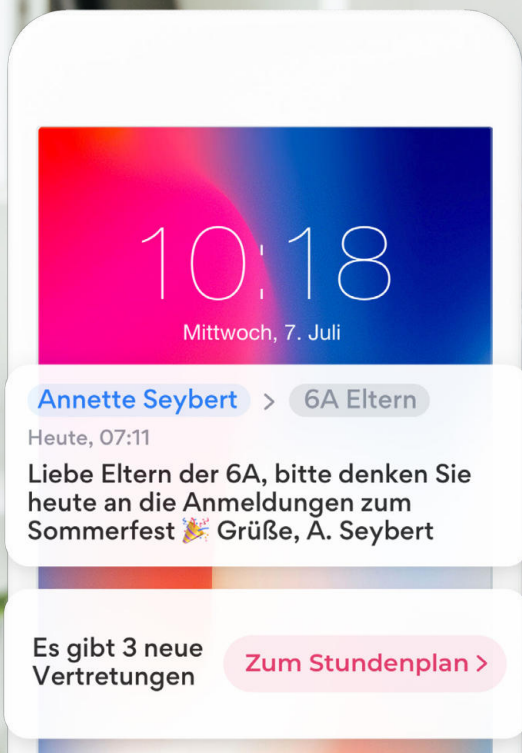 10:18
Mittwoch, 7. Juli
Annette Seybert > 6A Eltern
Heute, 07:11
Liebe Eltern der 6A, bitte denken Sie
heute an die Anmeldungen zum
Sommerfest 🎉 Grüße, A. Seybert
Es gibt 3 neue
Vertretungen
Zum Stundenplan >